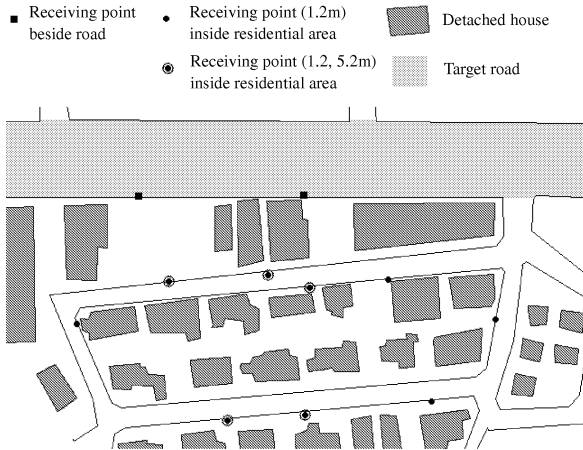 Receiving point
beside road
Receiving point (1.2m)
inside residential area
Receiving point (1.2, 5.2m)
inside residential area
Detached house
Target road